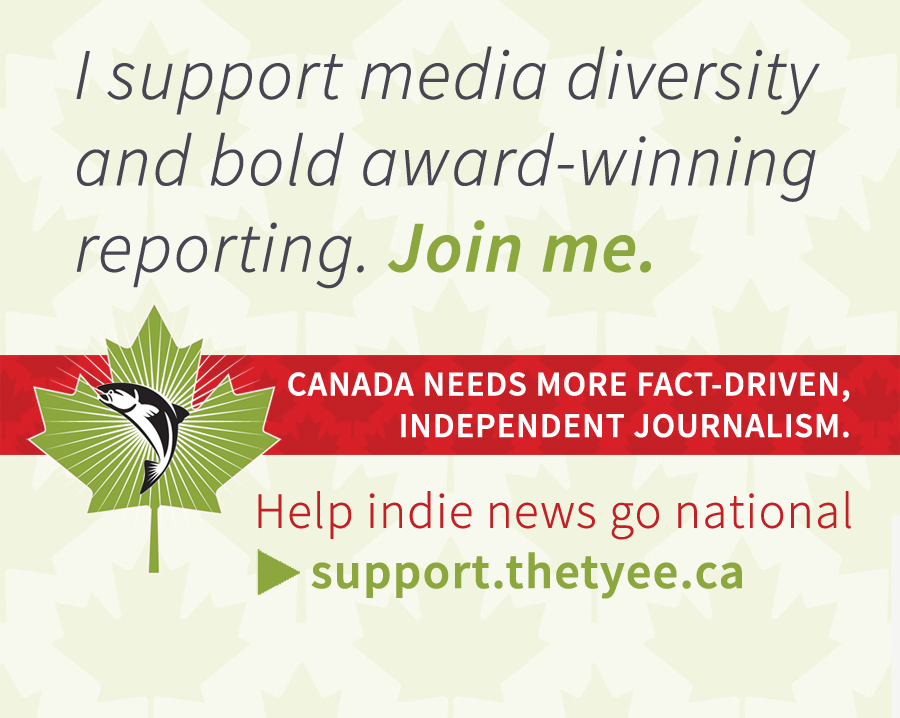 I support media diversity
and bold award-winning
reporting. Join me.
CANADA NEEDS MORE FACT-DRIVEN,
INDEPENDENT JOURNALISM.
Help indie news go national
support.thetyee.ca